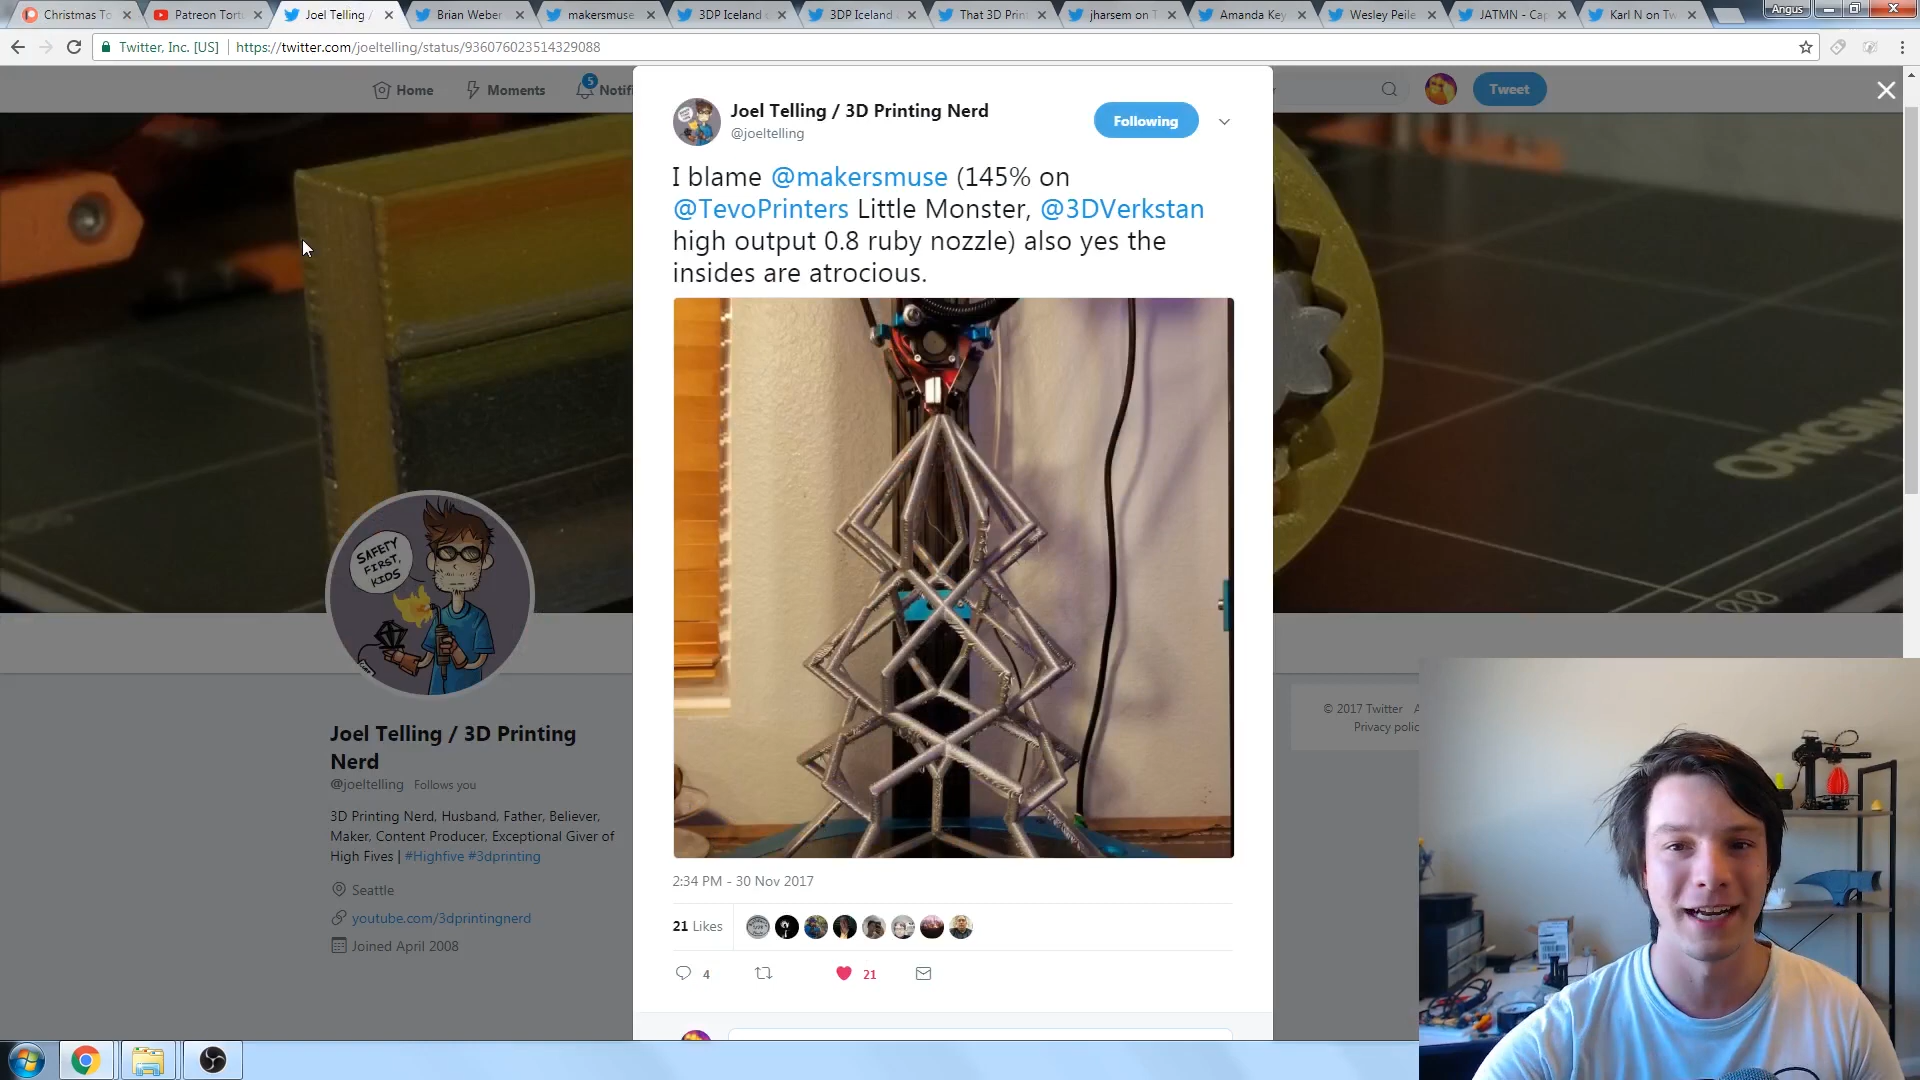 Angus
Christmas To
Patreon Tort
Joel Telling /
Brian Weber
makersmuse
3DP Iceland
3DP Iceland
That 3D Prin
jharsem on T
Amanda Key
Wesley Peile
JATMN - Cap
Karl N on Tw
Twitter, Inc. [US]
https://twitter.com/joeltelling/status/936076023514329088
Home
Moments
5
Notifi
Tweet
Joel Telling / 3D Printing Nerd
@joeltelling
Following
I blame @makersmuse (145% on
@TevoPrinters Little Monster, @3DVerkstan
high output 0.8 ruby nozzle) also yes the
insides are atrocious.
ORIGINA
SAFETY
FIRST,
KIDS
Joel Telling / 3D Printing
Nerd
@joeltelling Follows you
3D Printing Nerd, Husband, Father, Believer,
Maker, Content Producer, Exceptional Giver of
High Fives | #Highfive #3dprinting
Seattle
youtube.com/3dprintingnerd
Joined April 2008
2:34 PM - 30 Nov 2017
21 Likes
4
21
© 2017 Twitter A
Privacy polic